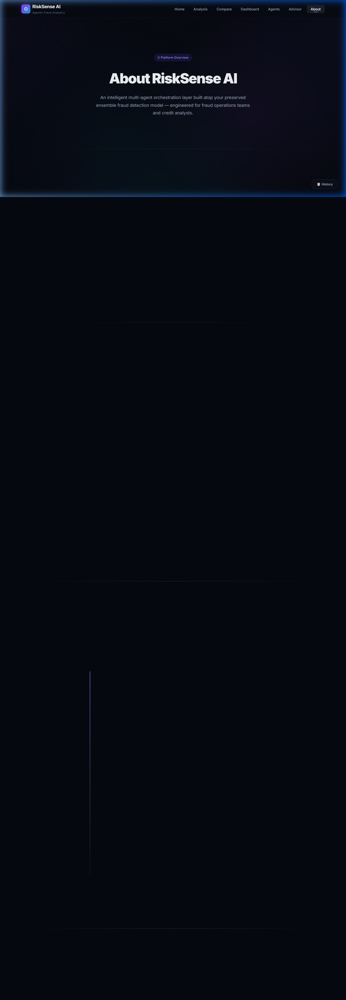 RiskSense AI
Agentic Fraud Analytics
Home Analysis Compare Dashboard Agents Advisor About
Platform Overview
About RiskSense AI
An intelligent multi-agent orchestration layer built atop your preserved
ensemble fraud detection model — engineered for fraud operations teams
and credit analysts.
History